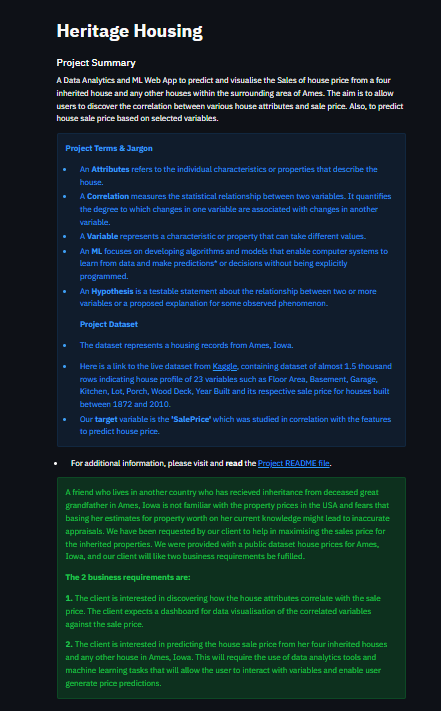 Heritage Housing
Project Summary
A Data Analytics and ML Web App to predict and visualise the Sales of house price from a four
inherited house and any other houses within the surrounding area of Ames. The aim is to allow
users to discover the correlation between various house attributes and sale price. Also, to predict
house sale price based on selected variables.
Project Terms & Jargon
• An Attributes refers to the individual characteristics or properties that describe the
house.
• A Correlation measures the statistical relationship between two variables. It quantifies
the degree to which changes in one variable are associated with changes in another
variable.
• A Variable represents a characteristic or property that can take different values.
• An ML focuses on developing algorithms and models that enable computer systems to
learn from data and make predictions* or decisions without being explicitly
programmed.
• An Hypothesis is a testable statement about the relationship between two or more
variables or a proposed explanation for some observed phenomenon.
Project Dataset
• The dataset represents a housing records from Ames, Iowa.
• Here is a link to the live dataset from Kaggle, containing dataset of almost 1.5 thousand
rows indicating house profile of 23 variables such as Floor Area, Basement, Garage,
Kitchen, Lot, Porch, Wood Deck, Year Built and its respective sale price for houses built
between 1872 and 2010.
• Our target variable is the 'SalePrice' which was studied in correlation with the features
to predict house price.
• For additional information, please visit and read the Project README file.
A friend who lives in another country who has recieved inheritance from deceased great
grandfather in Ames, Iowa is not familiar with the property prices in the USA and fears that
basing her estimates for property worth on her current knowledge might lead to inaccurate
appraisals. We have been requested by our client to help in maximising the sales price for
the inherited properties. We were provided with a public dataset house prices for Ames,
Iowa, and our client will like two business requirements be fufilled.
The 2 business requirements are:
1. The client is interested in discovering how the house attributes correlate with the sale
price. The client expects a dashboard for data visualisation of the correlated variables
against the sale price.
2. The client is interested in predicting the house sale price from her four inherited houses
and any other house in Ames, Iowa. This will require the use of data analytics tools and
machine learning tasks that will allow the user to interact with variables and enable user
generate price predictions.